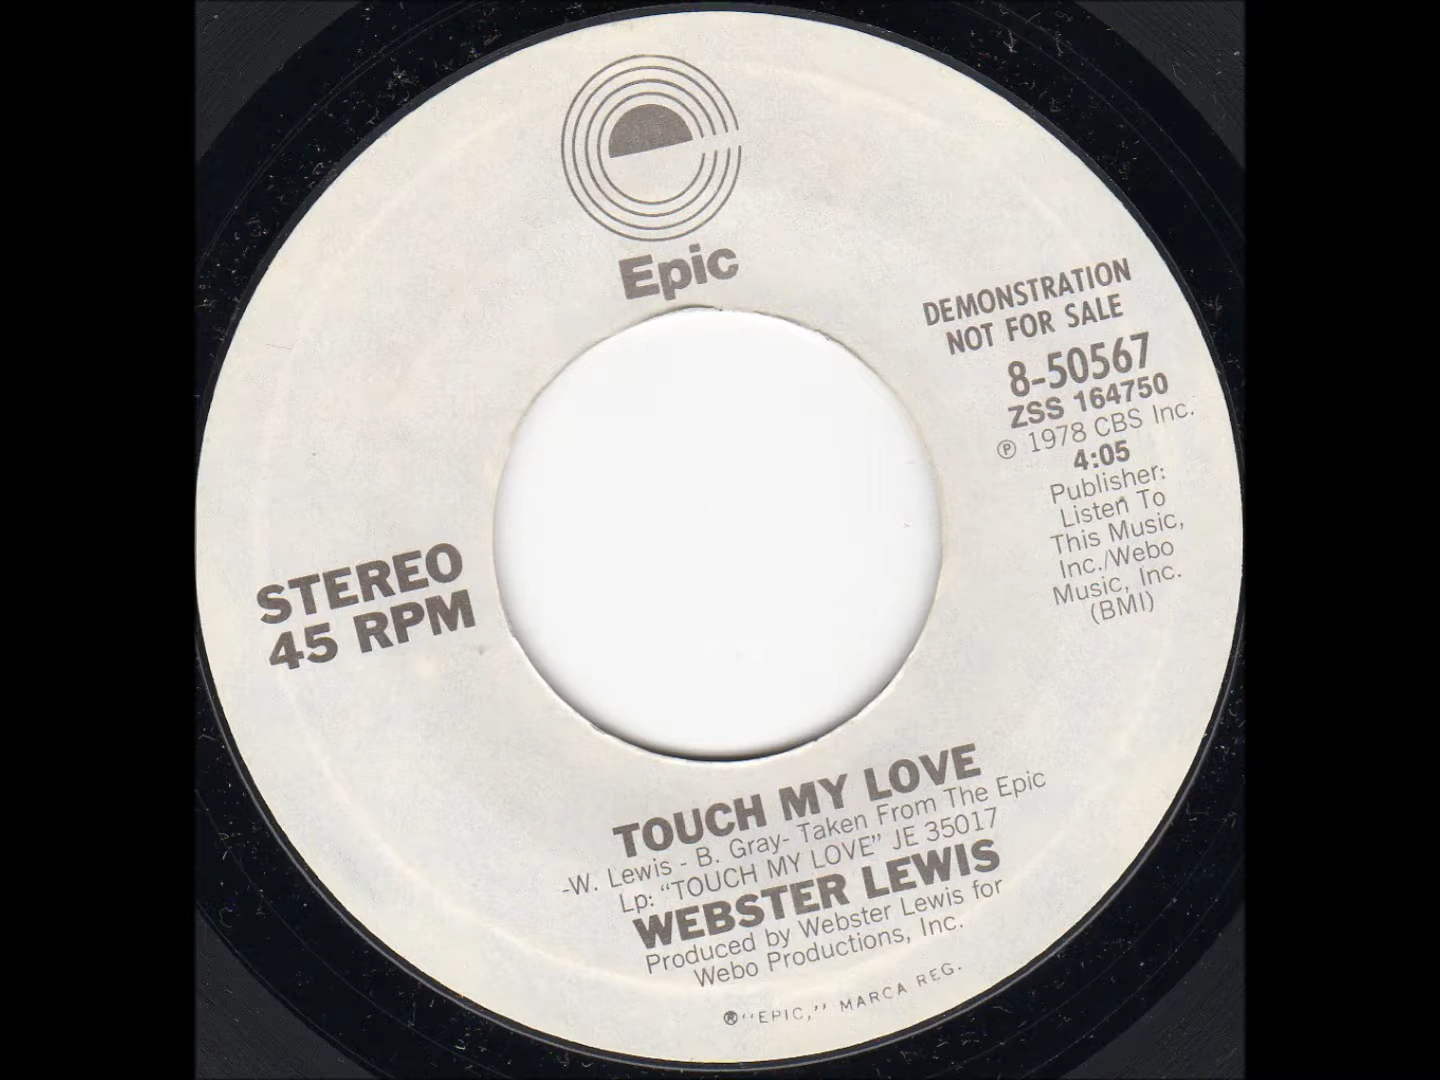 Epic
DEMONSTRATION
NOT FOR SALE
8-50567
ZSS 164750
℗ 1978 CBS Inc.
4:05
Publisher:
Listen To
This Music,
Inc./Webo
Music, Inc.
(BMI)
STEREO
45 RPM
TOUCH MY LOVE
-W. Lewis - B. Gray- Taken From The Epic
Lp: “TOUCH MY LOVE” JE 35017
WEBSTER LEWIS
Produced by Webster Lewis for
Webo Productions, Inc.
®“EPIC,” MARCA REG.